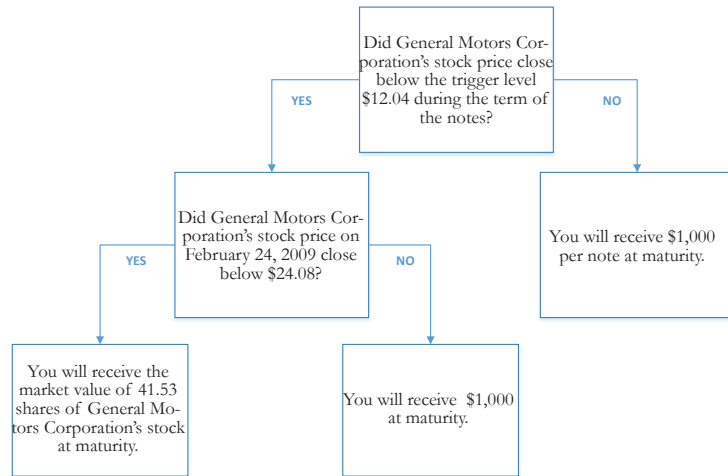 Did General Motors Cor-
poration's stock price close
below the trigger level
$12.04 during the term of
the notes?
YES
NO
Did General Motors Cor-
poration's stock price on
February 24, 2009 close
below $24.08?
You will receive $1,000
per note at maturity.
YES
NO
You will receive the
market value of 41.53
shares of General Mo-
tors Corporation's stock
at maturity.
You will receive $1,000
at maturity.